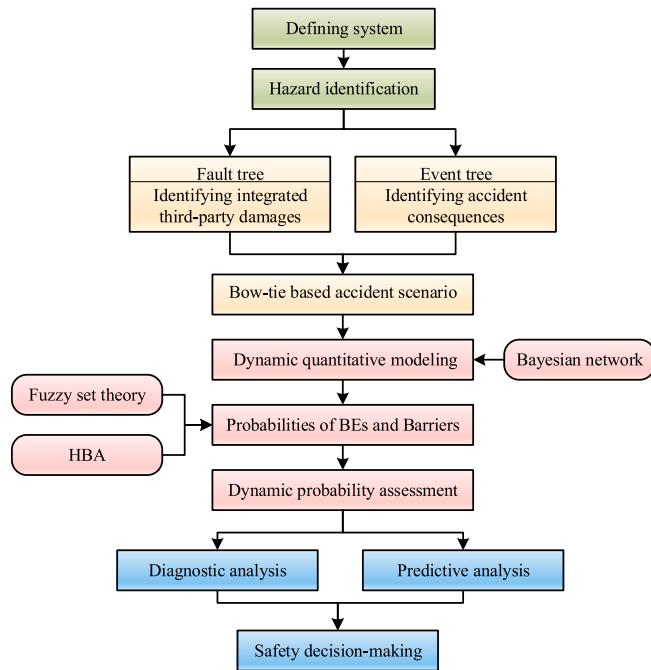 Defining system
Hazard identification
Fault tree
Identifying integrated
third-party damages
Event tree
Identifying accident
consequences
Bow-tie based accident scenario
Dynamic quantitative modeling
Bayesian network
Fuzzy set theory
HBA
Probabilities of BEs and Barriers
Dynamic probability assessment
Diagnostic analysis
Predictive analysis
Safety decision-making